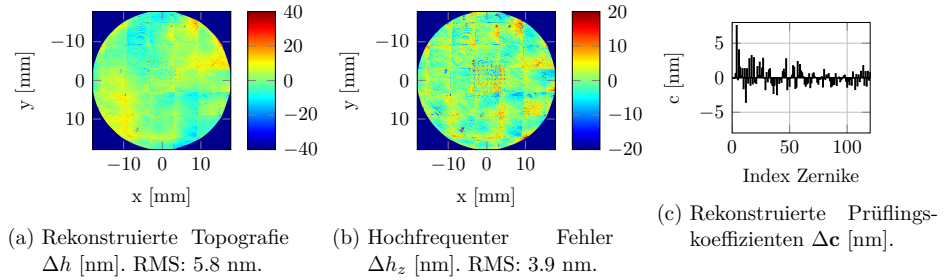 −10
0
10
y [mm]
−10
0
10
x [mm]
40
20
0
−20
−40
(a) Rekonstruierte Topografie
Δh [nm]. RMS: 5.8 nm.
−10
0
10
y [mm]
−10
0
10
x [mm]
20
10
0
−10
−20
(b) Hochfrequenter Fehler
Δh_z [nm]. RMS: 3.9 nm.
5
0
−5
c [nm]
0
50
100
Index Zernike
(c) Rekonstruierte Prüflings-
koeffizienten Δc [nm].